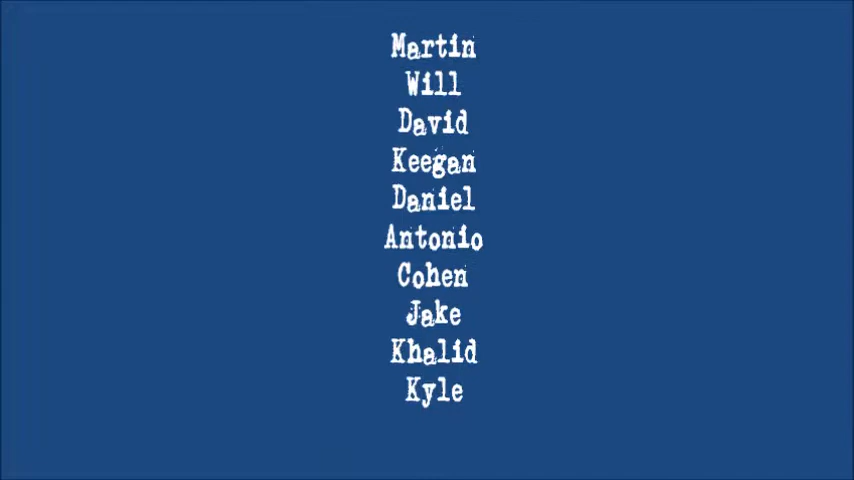 Martin
Will
David
Keegan
Daniel
Antonio
Cohen
Jake
Khalid
Kyle